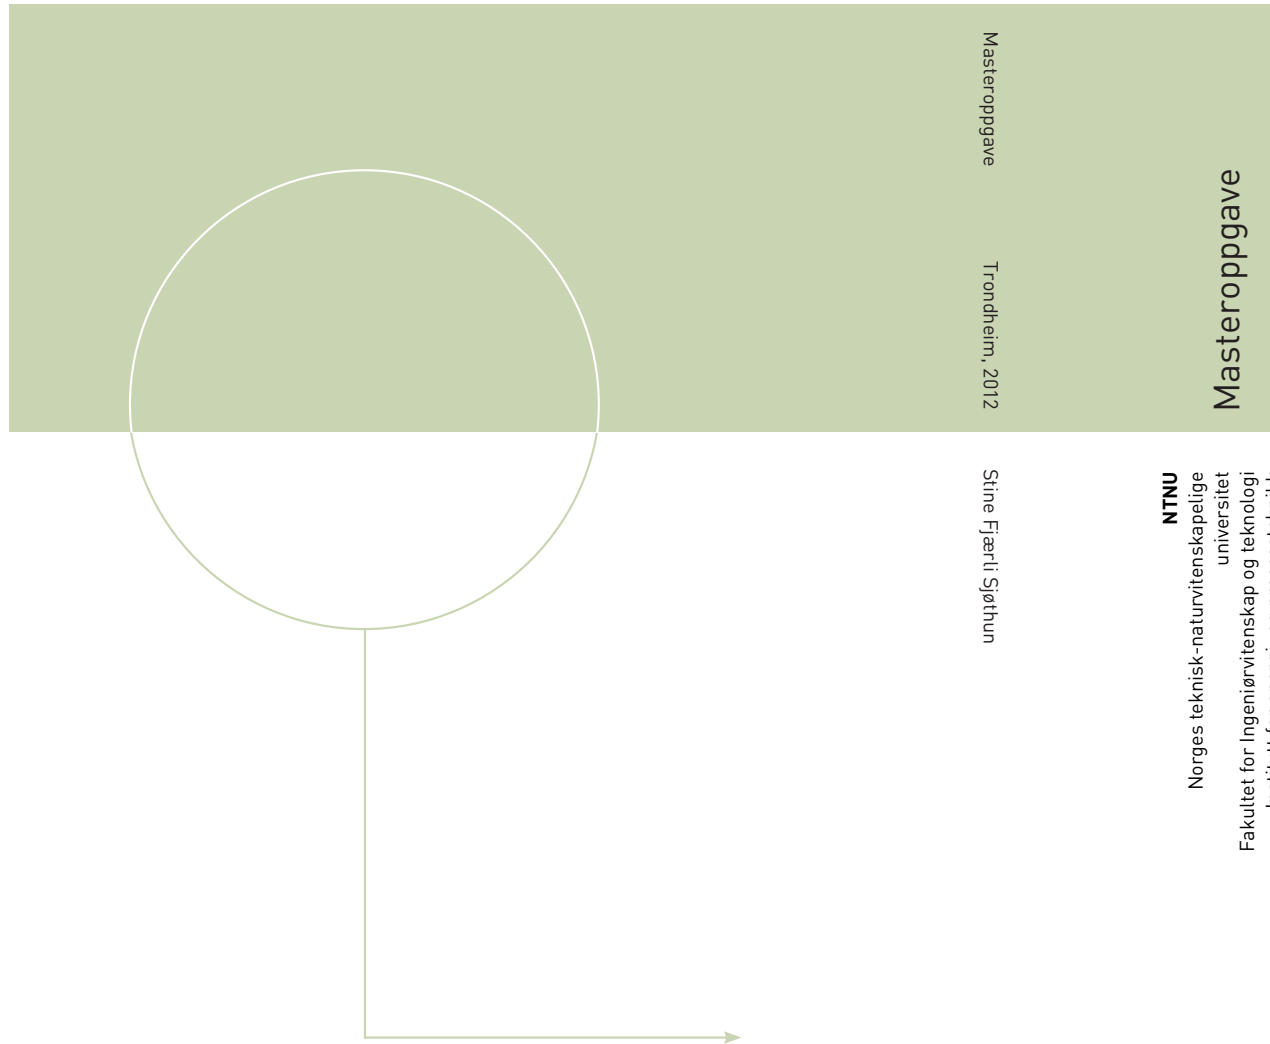 Masteroppgave
Trondheim, 2012
Stine Fjærli Sjøthun
Masteroppgave
NTNU
Norges teknisk-naturvitenskapelige
universitet
Fakultet for Ingeniørvitenskap og teknologi